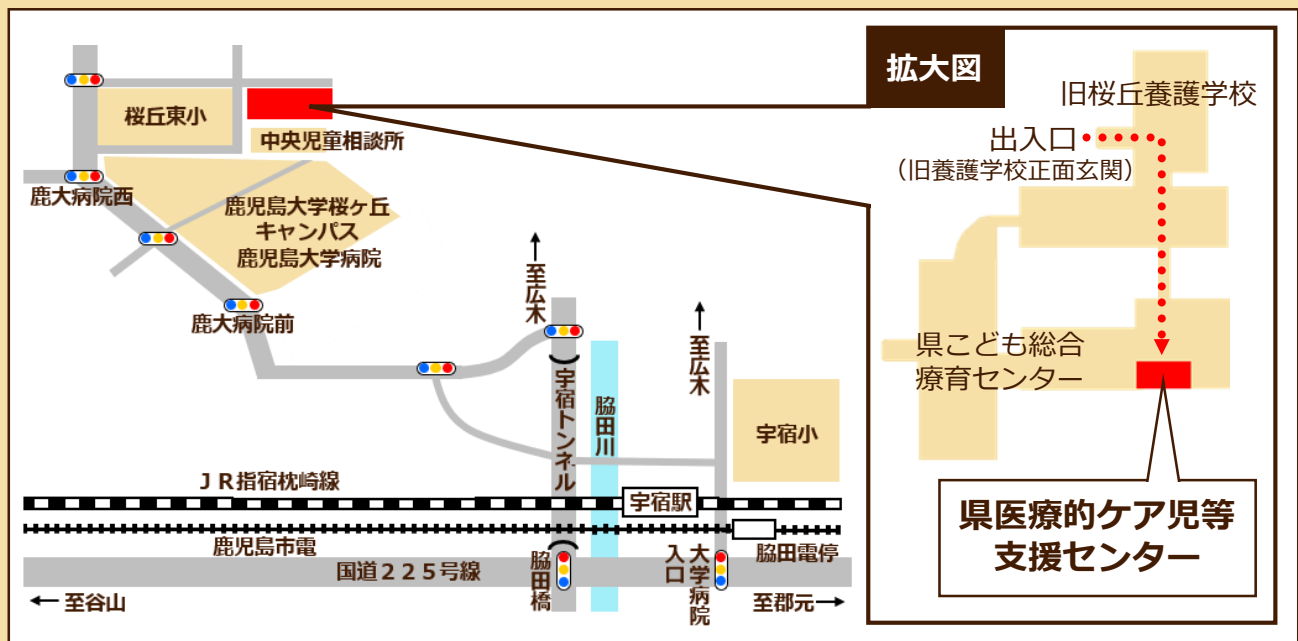 桜丘東小
中央児童相談所
鹿大病院西
鹿児島大学桜ヶ丘
キャンパス
鹿児島大学病院
鹿大病院前
至広木
至広木
宇宿トンネル
脇田川
宇宿小
ＪＲ指宿枕崎線
宇宿駅
鹿児島市電
脇田電停
国道２２５号線
脇田橋
大学病院
入口
至谷山
至郡元
拡大図
旧桜丘養護学校
出入口
（旧養護学校正面玄関）
県こども総合
療育センター
県医療的ケア児等
支援センター